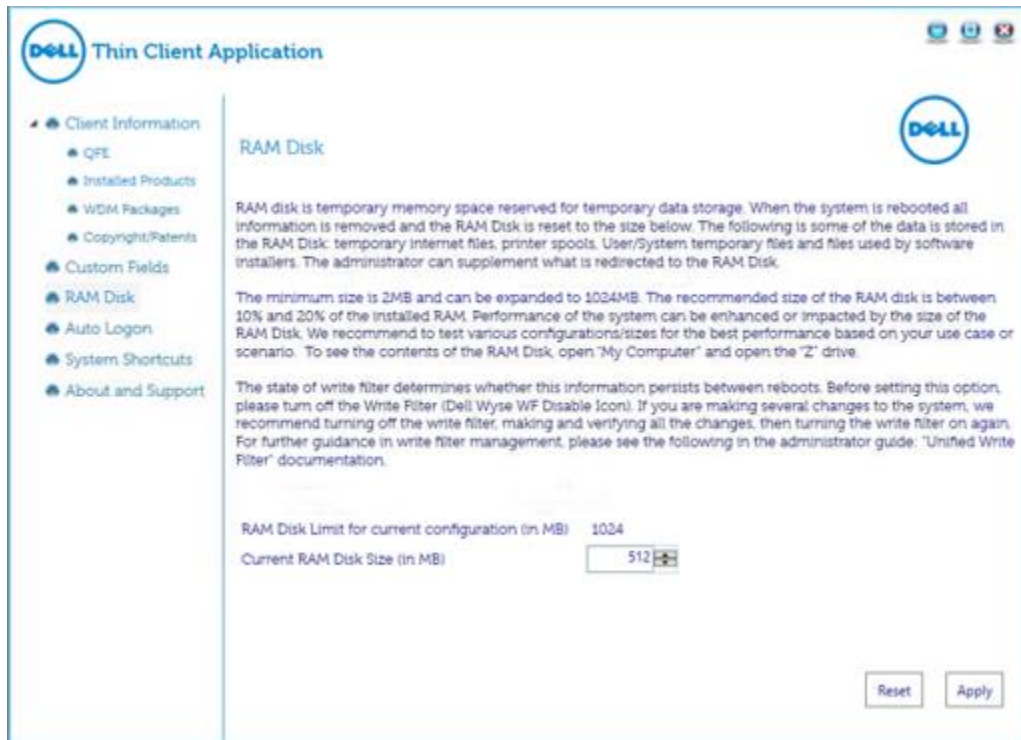 DELL Thin Client Application
Client Information
QFE
Installed Products
WDM Packages
Copyright/Patents
Custom Fields
RAM Disk
Auto Logon
System Shortcuts
About and Support
DELL
RAM Disk
RAM disk is temporary memory space reserved for temporary data storage. When the system is rebooted all
information is removed and the RAM Disk is reset to the size below. The following is some of the data is stored in
the RAM Disk: temporary internet files, printer spools, User/System temporary files and files used by software
installers. The administrator can supplement what is redirected to the RAM Disk.
The minimum size is 2MB and can be expanded to 1024MB. The recommended size of the RAM disk is between
10% and 20% of the installed RAM. Performance of the system can be enhanced or impacted by the size of the
RAM Disk. We recommend to test various configurations/sizes for the best performance based on your use case or
scenario. To see the contents of the RAM Disk, open "My Computer" and open the "Z" drive.
The state of write filter determines whether this information persists between reboots. Before setting this option,
please turn off the Write Filter (Dell Wyse WF Disable Icon). If you are making several changes to the system, we
recommend turning off the write filter, making and verifying all the changes, then turning the write filter on again.
For further guidance in write filter management, please see the following in the administrator guide: "Unified Write
Filter" documentation.
RAM Disk Limit for current configuration (in MB) 1024
Current RAM Disk Size (in MB) 512
Reset Apply